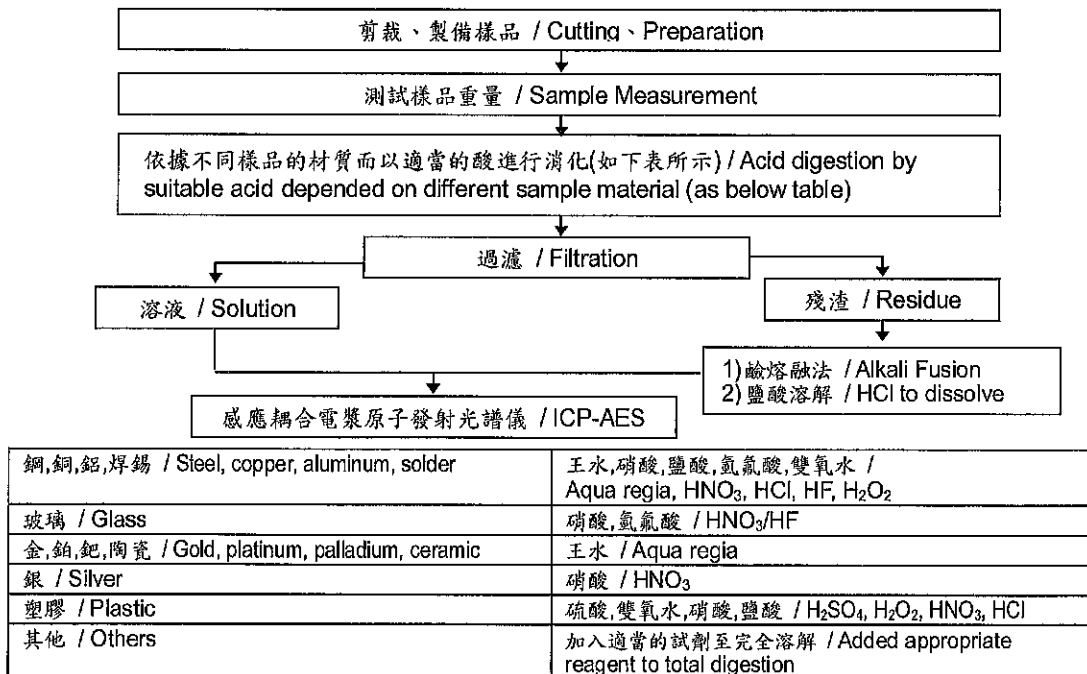 剪裁、製備樣品 / Cutting、Preparation
測試樣品重量 / Sample Measurement
依據不同樣品的材質而以適當的酸進行消化(如下表所示) / Acid digestion by
suitable acid depended on different sample material (as below table)
過濾 / Filtration
溶液 / Solution
殘渣 / Residue
1)鹼熔融法 / Alkali Fusion
2)鹽酸溶解 / HCl to dissolve
感應耦合電漿原子發射光譜儀 / ICP-AES
鋼,銅,鋁,焊錫 / Steel, copper, aluminum, solder
王水,硝酸,鹽酸,氫氟酸,雙氧水 /
Aqua regia, HNO₃, HCl, HF, H₂O₂
玻璃 / Glass
硝酸,氫氟酸 / HNO₃/HF
金,鉑,鈀,陶瓷 / Gold, platinum, palladium, ceramic
王水 / Aqua regia
銀 / Silver
硝酸 / HNO₃
塑膠 / Plastic
硫酸,雙氧水,硝酸,鹽酸 / H₂SO₄, H₂O₂, HNO₃, HCl
其他 / Others
加入適當的試劑至完全溶解 / Added appropriate
reagent to total digestion